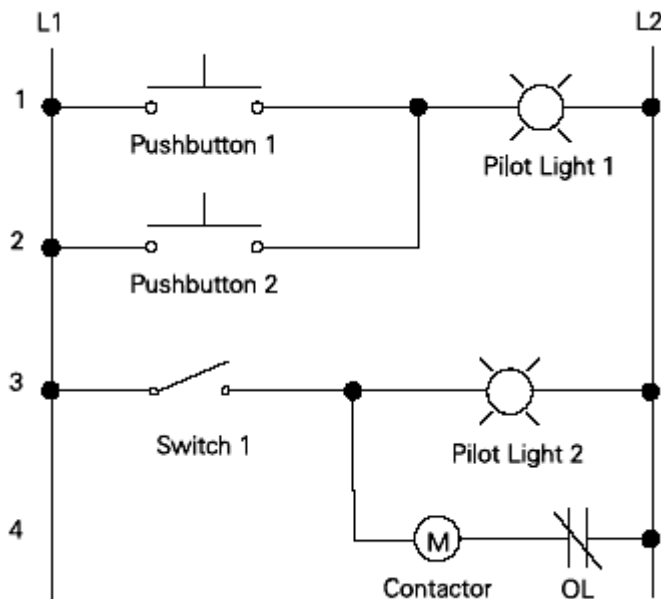 L1
L2
1
Pushbutton 1
Pilot Light 1
2
Pushbutton 2
3
Switch 1
Pilot Light 2
4
M
Contactor
OL